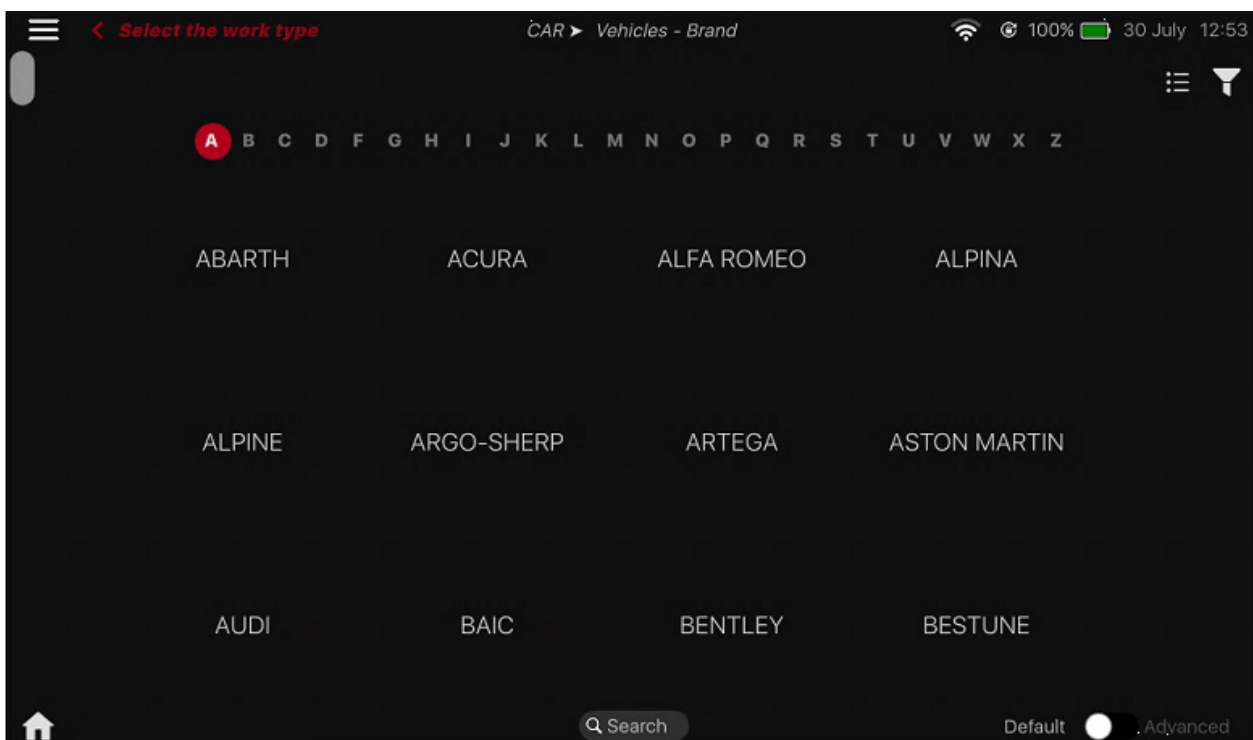 Select the work type CAR ➤ Vehicles - Brand 100% 30 July 12:53
A B C D F G H I J K L M N O P Q R S T U V W X Z
ABARTH ACURA ALFA ROMEO ALPINA
ALPINE ARGO-SHERP ARTEGA ASTON MARTIN
AUDI BAIC BENTLEY BESTUNE
Search Default Advanced